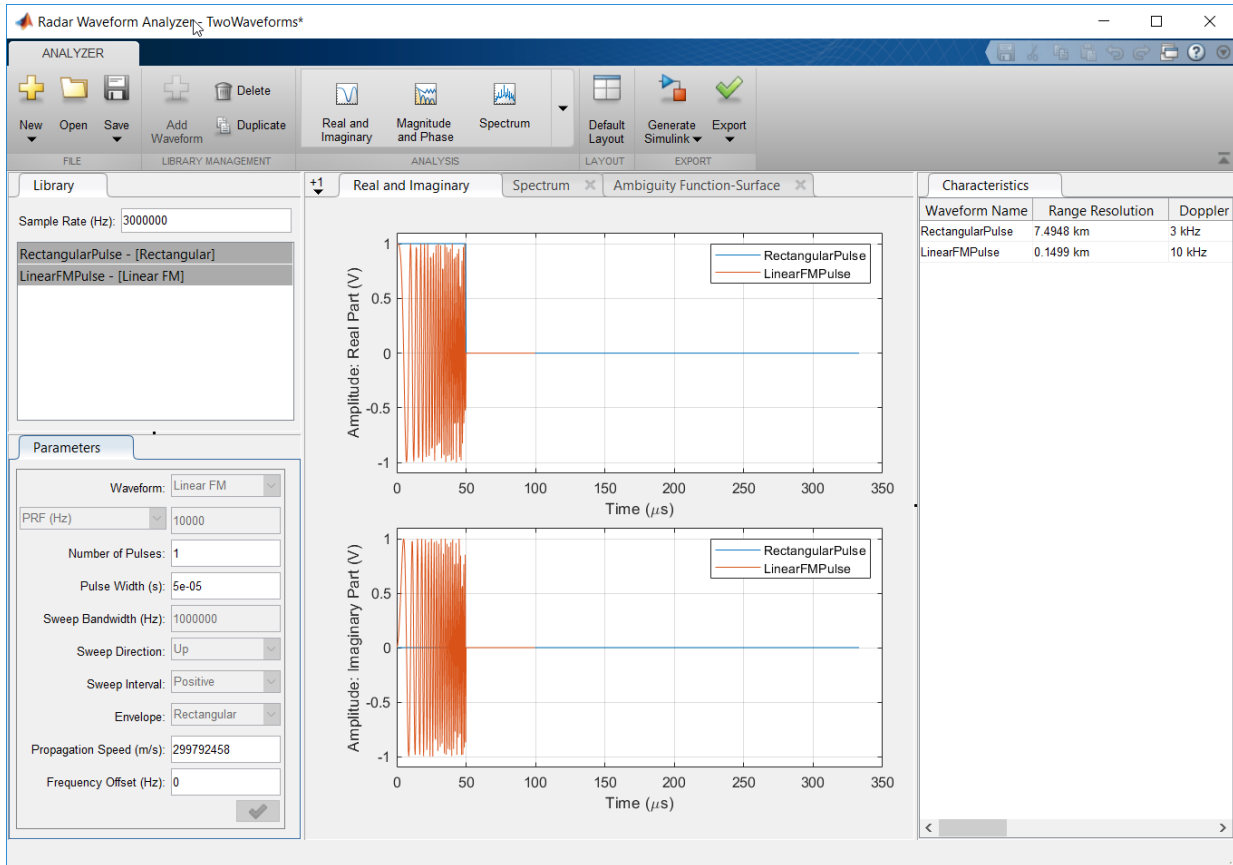 Radar Waveform Analyzer - TwoWaveforms*
ANALYZER
New
Open
Save
FILE
Add Waveform
Delete
Duplicate
LIBRARY MANAGEMENT
Real and Imaginary
Magnitude and Phase
Spectrum
ANALYSIS
Default Layout
LAYOUT
Generate Simulink
Export
EXPORT
Library
Sample Rate (Hz): 3000000
RectangularPulse - [Rectangular]
LinearFMPulse - [Linear FM]
Parameters
Waveform: Linear FM
PRF (Hz) 10000
Number of Pulses: 1
Pulse Width (s): 5e-05
Sweep Bandwidth (Hz): 1000000
Sweep Direction: Up
Sweep Interval: Positive
Envelope: Rectangular
Propagation Speed (m/s): 299792458
Frequency Offset (Hz): 0
+1
Real and Imaginary
Spectrum
Ambiguity Function-Surface
Amplitude: Real Part (V)
1
0.5
0
-0.5
-1
RectangularPulse
LinearFMPulse
0 50 100 150 200 250 300 350
Time (μs)
Amplitude: Imaginary Part (V)
1
0.5
0
-0.5
-1
RectangularPulse
LinearFMPulse
0 50 100 150 200 250 300 350
Time (μs)
Characteristics
Waveform Name Range Resolution Doppler
RectangularPulse 7.4948 km 3 kHz
LinearFMPulse 0.1499 km 10 kHz